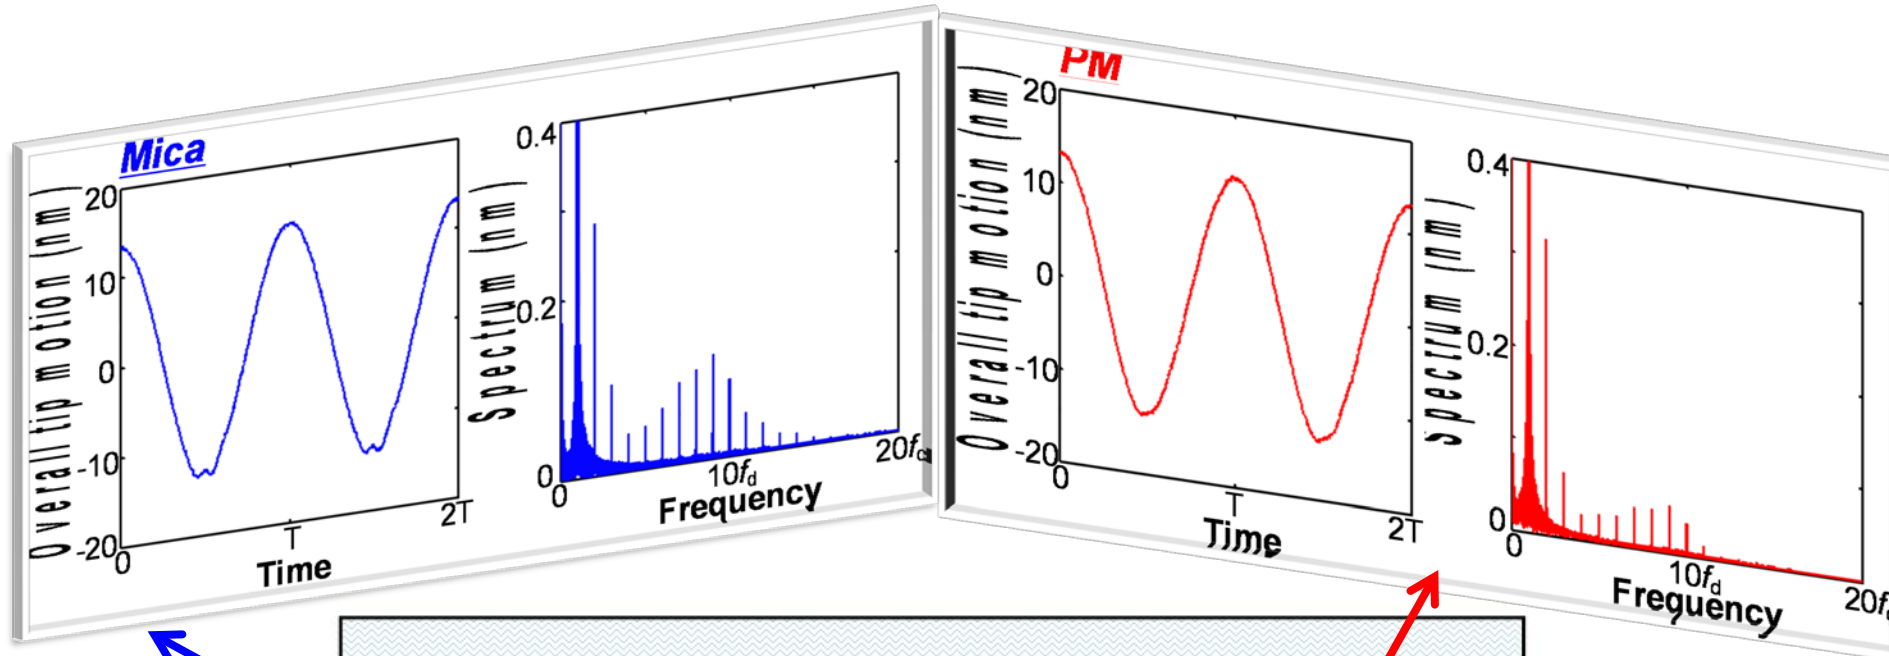 Mica
Overall tip motion (nm)
20
10
0
-10
-20
0
T
2T
Time
Spectrum (nm)
0.4
0.2
0
0
10fd
20fd
Frequency
PM
Overall tip motion (nm)
20
10
0
-10
-20
0
T
2T
Time
Spectrum (nm)
0.4
0.2
0
0
10fd
20f
Frequency